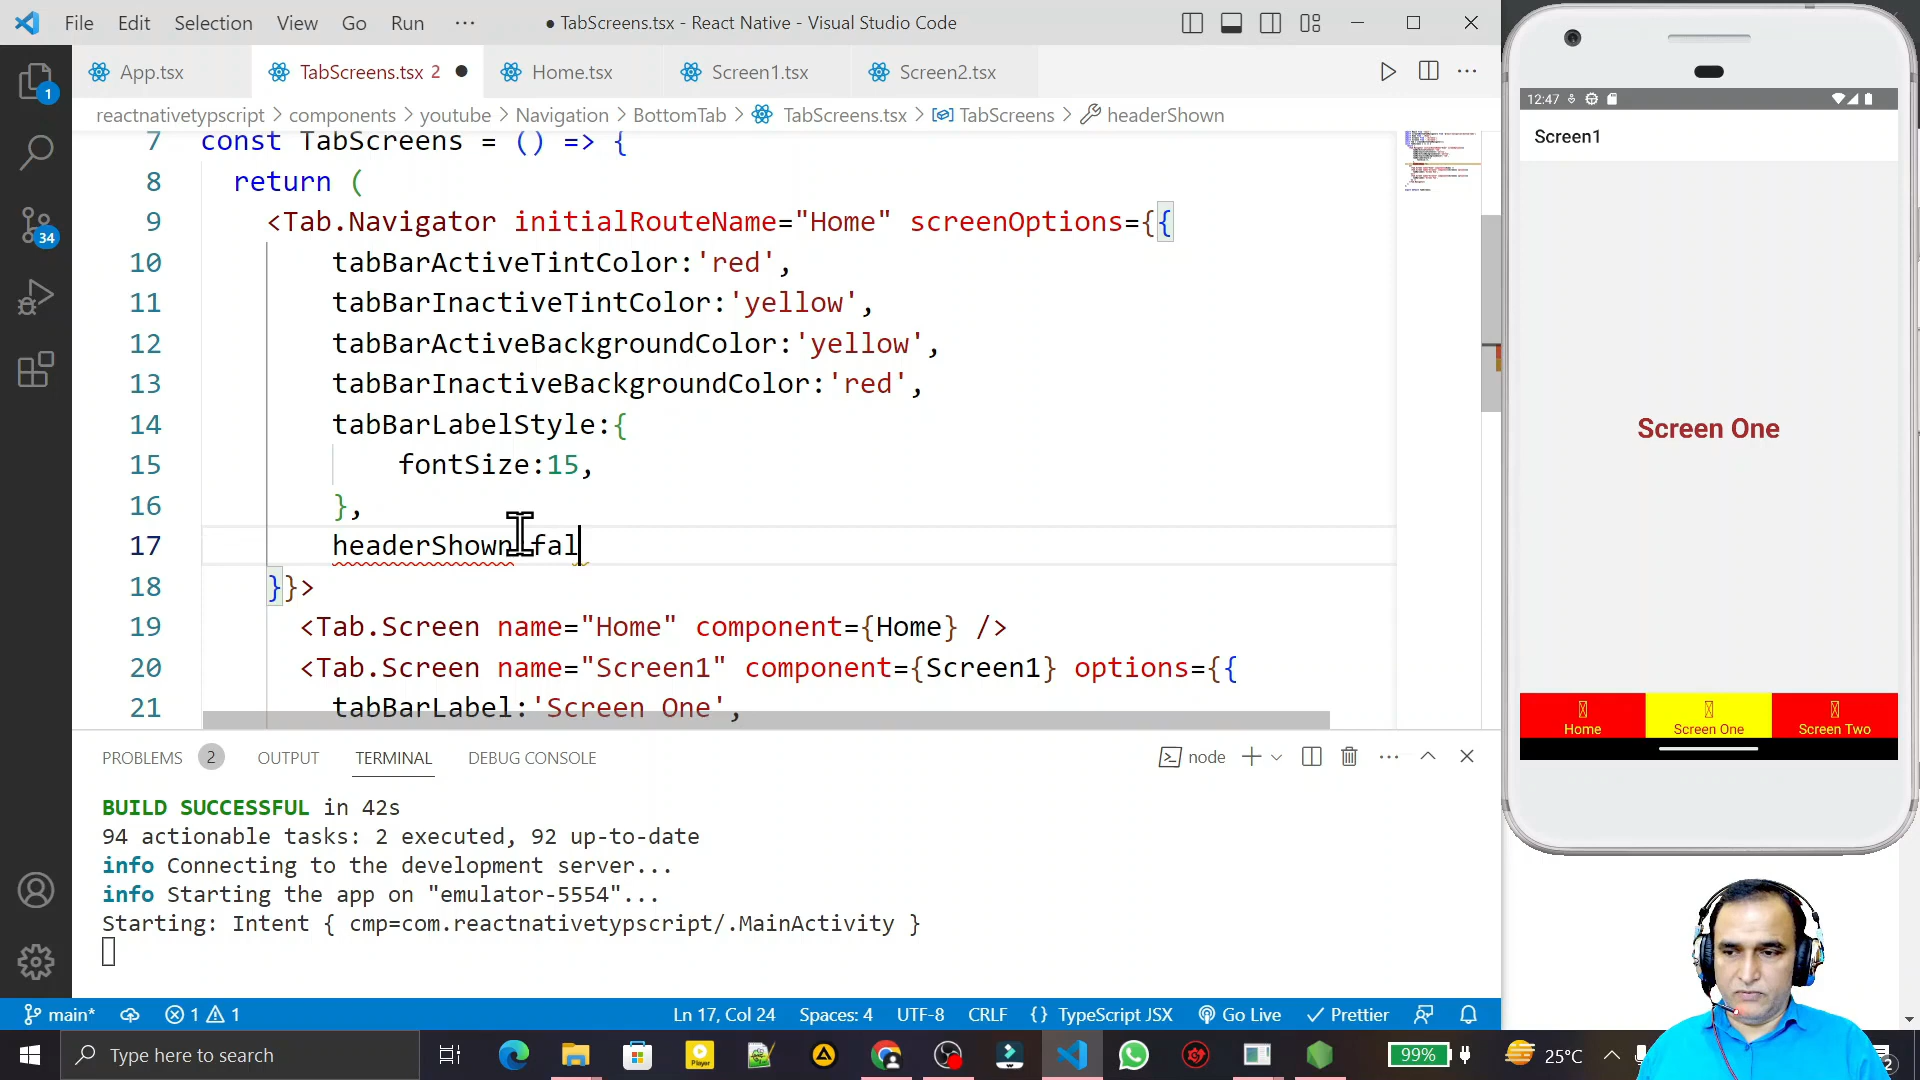 File Edit Selection View Go Run ··· ● TabScreens.tsx - React Native - Visual Studio Code
App.tsx TabScreens.tsx 2 ● Home.tsx Screen1.tsx Screen2.tsx
reactnativetypscript > components > youtube > Navigation > BottomTab > TabScreens.tsx > TabScreens > headerShown
7 const TabScreens = () => {
8 return (
9 <Tab.Navigator initialRouteName="Home" screenOptions={{
10 tabBarActiveTintColor:'red',
11 tabBarInactiveTintColor:'yellow',
12 tabBarActiveBackgroundColor:'yellow',
13 tabBarInactiveBackgroundColor:'red',
14 tabBarLabelStyle:{
15 fontSize:15,
16 },
17 headerShown:fal
18 }}>
19 <Tab.Screen name="Home" component={Home} />
20 <Tab.Screen name="Screen1" component={Screen1} options={{
21 tabBarLabel:'Screen One',
1
34
PROBLEMS 2 OUTPUT TERMINAL DEBUG CONSOLE node
BUILD SUCCESSFUL in 42s
94 actionable tasks: 2 executed, 92 up-to-date
info Connecting to the development server...
info Starting the app on "emulator-5554"...
Starting: Intent { cmp=com.reactnativetypscript/.MainActivity }
main* 1 1 Ln 17, Col 24 Spaces: 4 UTF-8 CRLF {} TypeScript JSX Go Live Prettier
Type here to search Player 99% 25°C 2
12:47
Screen1
Screen One
Home Screen One Screen Two